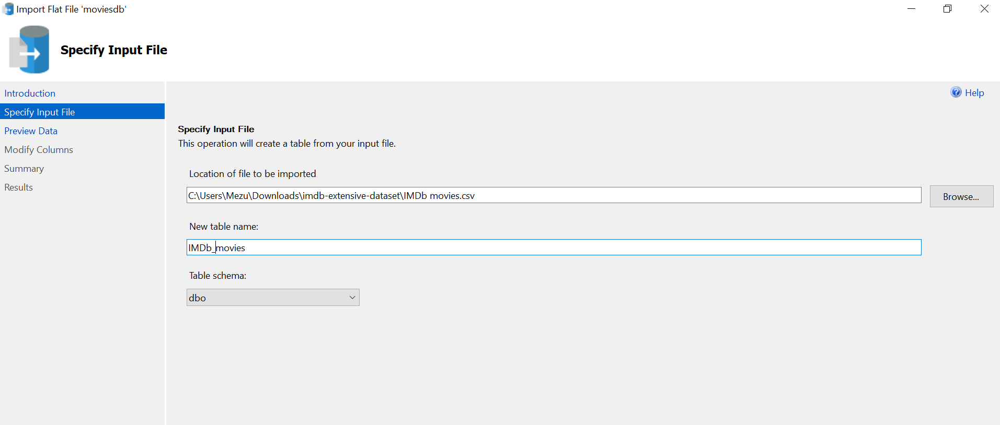 Import Flat File 'moviesdb'
Specify Input File
Introduction
Specify Input File
Preview Data
Modify Columns
Summary
Results
Help
Specify Input File
This operation will create a table from your input file.
Location of file to be imported
C:\Users\Mezu\Downloads\imdb-extensive-dataset\IMDb movies.csv
Browse...
New table name:
IMDb_movies
Table schema:
dbo